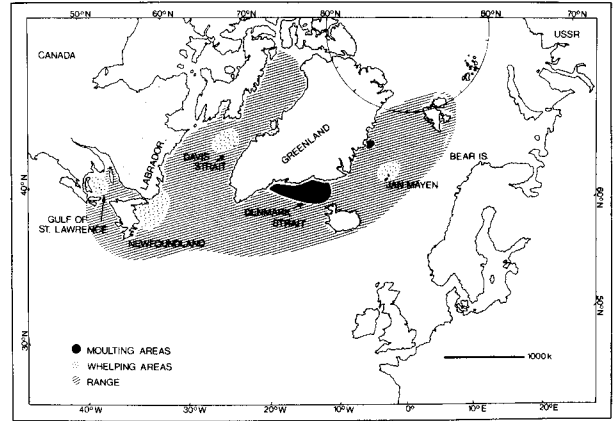 50°W
60°W
70°W
80°W
80°N
70°N
CANADA
USSR
GREENLAND
DAVIS
STRAIT
LABRADOR
BEAR IS.
JAN MAYEN
40°N
60°N
GULF OF
ST. LAWRENCE
NEWFOUNDLAND
DENMARK
STRAIT
50°N
30°N
MOULTING AREAS
WHELPING AREAS
RANGE
1000k
40°W
30°W
20°W
10°W
0°
10°E
20°E